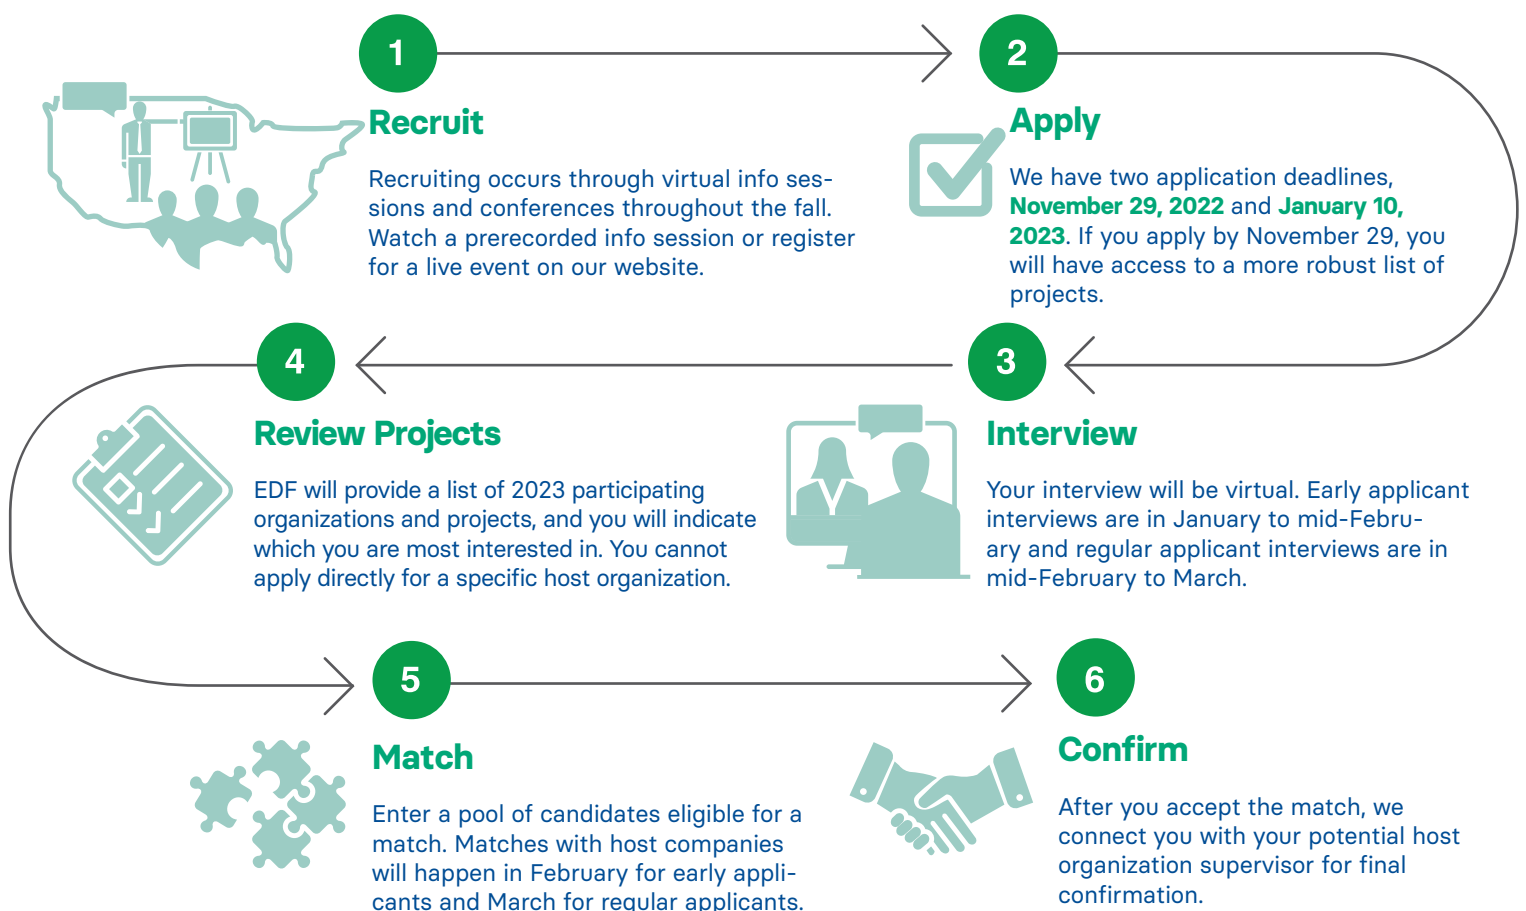 1
Recruit
Recruiting occurs through virtual info ses-
sions and conferences throughout the fall.
Watch a prerecorded info session or register
for a live event on our website.
2
Apply
We have two application deadlines,
November 29, 2022 and January 10,
2023. If you apply by November 29, you
will have access to a more robust list of
projects.
3
Interview
Your interview will be virtual. Early applicant
interviews are in January to mid-Febru-
ary and regular applicant interviews are in
mid-February to March.
4
Review Projects
EDF will provide a list of 2023 participating
organizations and projects, and you will indicate
which you are most interested in. You cannot
apply directly for a specific host organization.
5
Match
Enter a pool of candidates eligible for a
match. Matches with host companies
will happen in February for early appli-
cants and March for regular applicants.
6
Confirm
After you accept the match, we
connect you with your potential host
organization supervisor for final
confirmation.